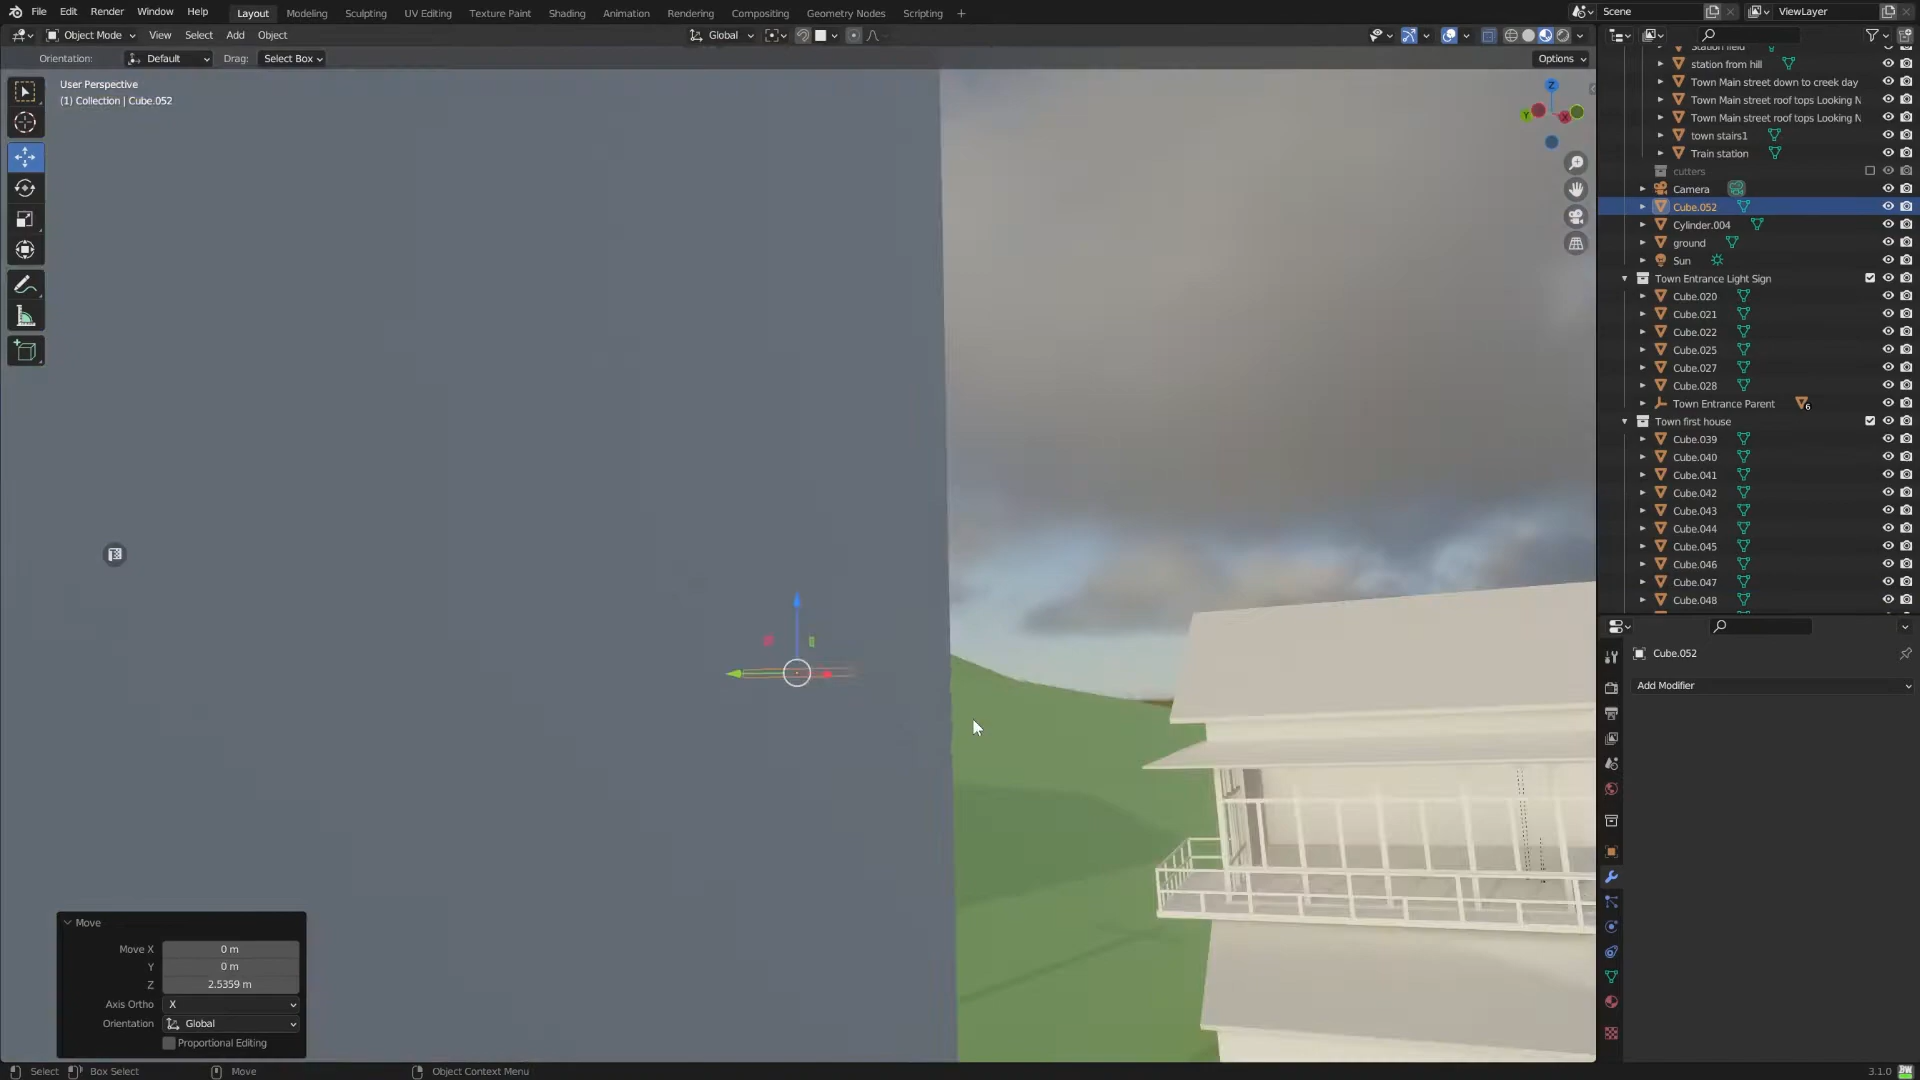 File Edit Render Window Help
Layout Modeling Sculpting UV Editing Texture Paint Shading Animation Rendering Compositing Geometry Nodes Scripting +
Scene
ViewLayer
Object Mode View Select Add Object
Global
Orientation: Default Drag: Select Box
Options
User Perspective
(1) Collection | Cube.052
Z
Y
X
Station field
station from hill
Town Main street down to creek day
Town Main street roof tops Looking N
Town Main street roof tops Looking N
town stairs1
Train station
cutters
Camera
Cube.052
Cylinder.004
ground
Sun
Town Entrance Light Sign
Cube.020
Cube.021
Cube.022
Cube.025
Cube.027
Cube.028
Town Entrance Parent 6
Town first house
Cube.039
Cube.040
Cube.041
Cube.042
Cube.043
Cube.044
Cube.045
Cube.046
Cube.047
Cube.048
Cube.052
Add Modifier
Move
Move X 0 m
Y 0 m
Z 2.5359 m
Axis Ortho X
Orientation Global
Proportional Editing
Select Box Select Move Object Context Menu
3.1.0